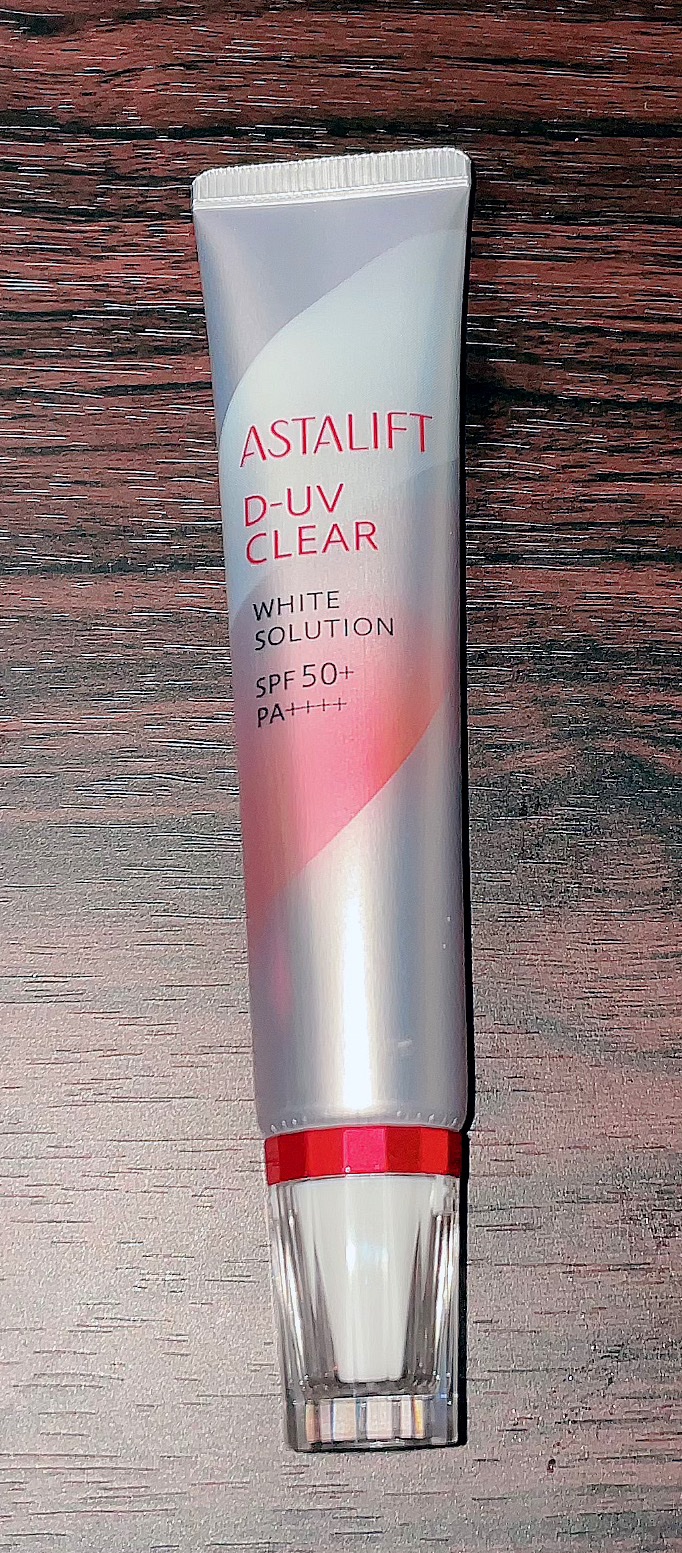 ASTALIFT
D-UV
CLEAR
WHITE
SOLUTION
SPF 50+
PA++++